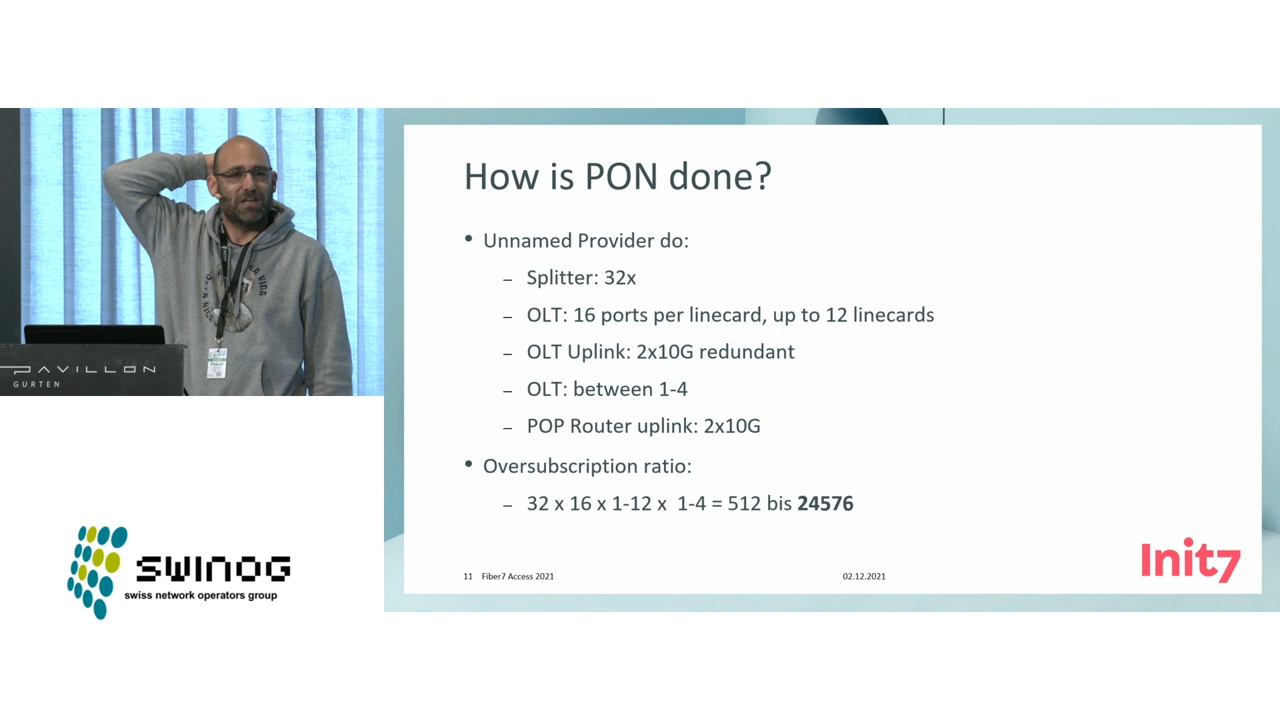 How is PON done?
• Unnamed Provider do:
– Splitter: 32x
– OLT: 16 ports per linecard, up to 12 linecards
– OLT Uplink: 2x10G redundant
– OLT: between 1-4
– POP Router uplink: 2x10G
• Oversubscription ratio:
– 32 x 16 x 1-12 x 1-4 = 512 bis 24576
11 Fiber7 Access 2021
02.12.2021
Init7
PAVILLON
GURTEN
SWINOG
swiss network operators group